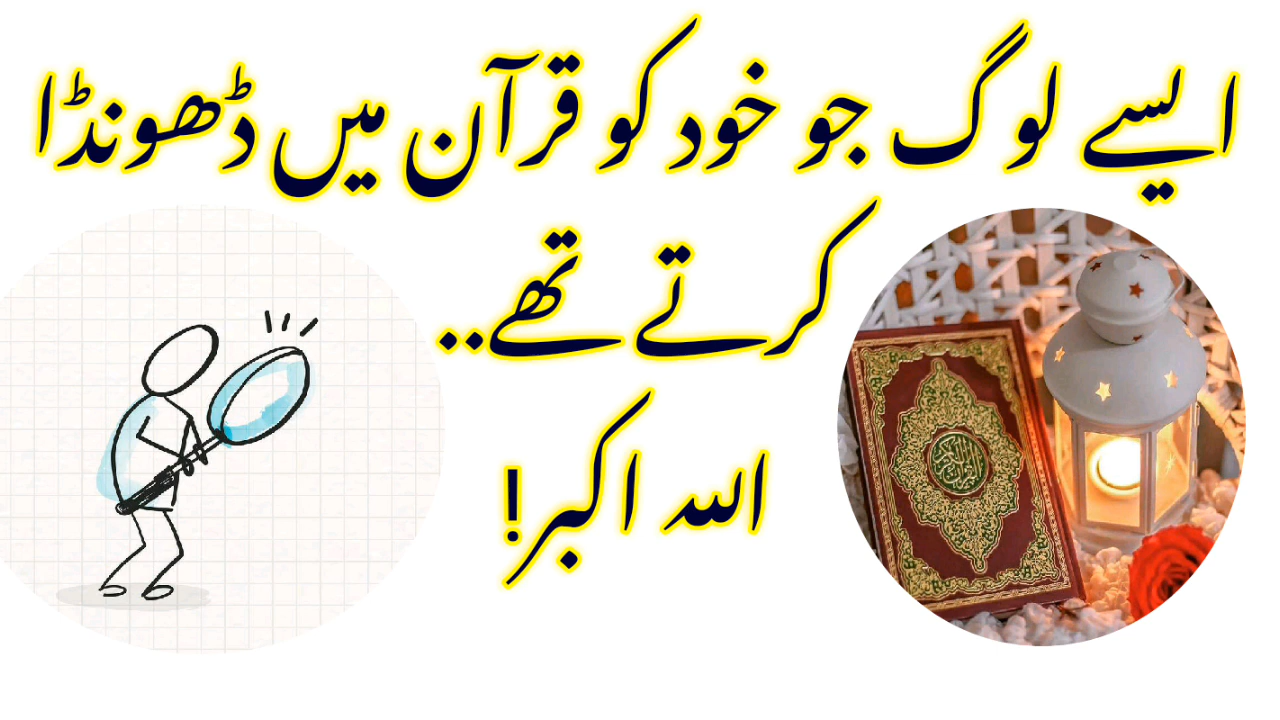 ایسے لوگ جو خود کو قرآن میں ڈھونڈا
کرتے تھے..
اللہ اکبر!